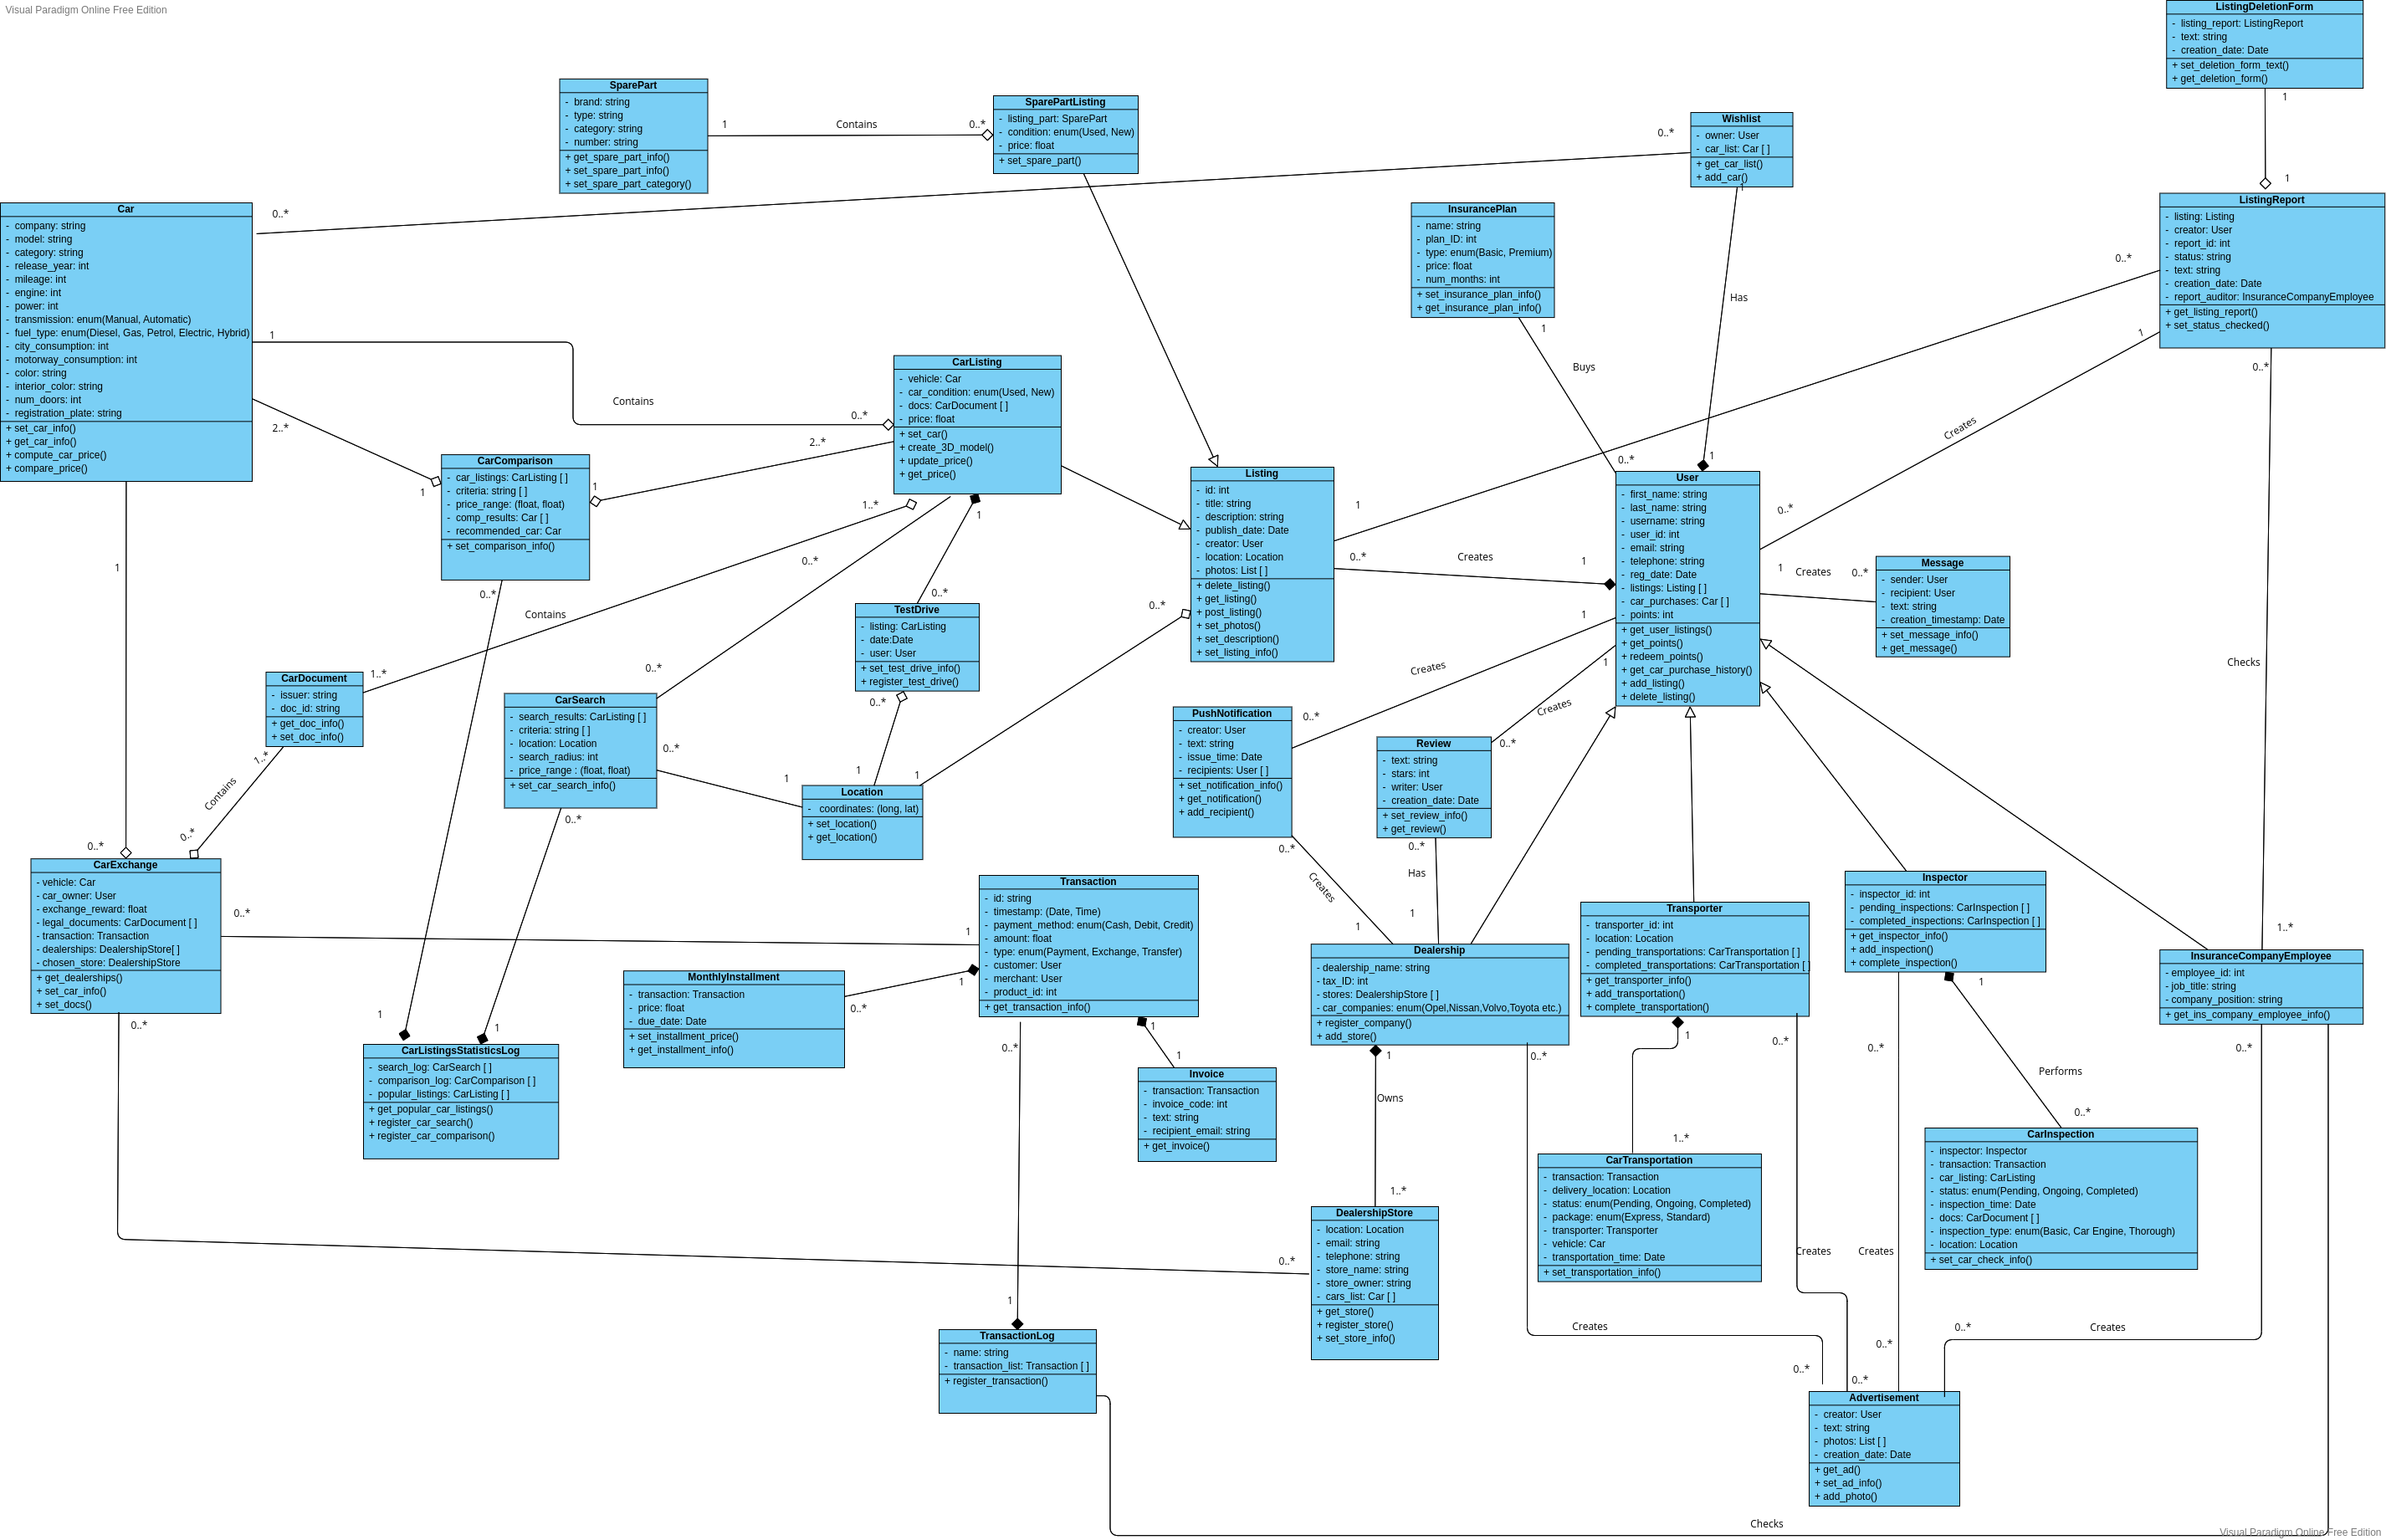 Visual Paradigm Online Free Edition
ListingDeletionForm
- listing_report: ListingReport
- text: string
- creation_date: Date
+ set_deletion_form_text()
+ get_deletion_form()
1
1
SparePart
- brand: string
- type: string
- category: string
- number: string
+ get_spare_part_info()
+ set_spare_part_info()
+ set_spare_part_category()
1
Contains
0..*
SparePartListing
- listing_part: SparePart
- condition: enum(Used, New)
- price: float
+ set_spare_part()
Wishlist
- owner: User
- car_list: Car [ ]
+ get_car_list()
+ add_car()
0..*
1
Has
1
0..*
Car
- company: string
- model: string
- category: string
- release_year: int
- mileage: int
- engine: int
- power: int
- transmission: enum(Manual, Automatic)
- fuel_type: enum(Diesel, Gas, Petrol, Electric, Hybrid)
- city_consumption: int
- motorway_consumption: int
- color: string
- interior_color: string
- num_doors: int
- registration_plate: string
+ set_car_info()
+ get_car_info()
+ compute_car_price()
+ compare_price()
1
Contains
0..*
2..*
1
1
0..*
InsurancePlan
- name: string
- plan_ID: int
- type: enum(Basic, Premium)
- price: float
- num_months: int
+ set_insurance_plan_info()
+ get_insurance_plan_info()
1
Buys
0..*
ListingReport
- listing: Listing
- creator: User
- report_id: int
- status: string
- text: string
- creation_date: Date
- report_auditor: InsuranceCompanyEmployee
+ get_listing_report()
+ set_status_checked()
0..*
1
1
Creates
0..*
0..*
Checks
1..*
CarListing
- vehicle: Car
- car_condition: enum(Used, New)
- docs: CarDocument [ ]
- price: float
+ set_car()
+ create_3D_model()
+ update_price()
+ get_price()
2..*
1
1..*
Contains
1..*
0..*
0..*
1
0..*
CarComparison
- car_listings: CarListing [ ]
- criteria: string [ ]
- price_range: (float, float)
- comp_results: Car [ ]
- recommended_car: Car
+ set_comparison_info()
0..*
1
Listing
- id: int
- title: string
- description: string
- publish_date: Date
- creator: User
- location: Location
- photos: List [ ]
+ delete_listing()
+ get_listing()
+ post_listing()
+ set_photos()
+ set_description()
+ set_listing_info()
0..*
Creates
1
0..*
1
User
- first_name: string
- last_name: string
- username: string
- user_id: int
- email: string
- telephone: string
- reg_date: Date
- listings: Listing [ ]
- car_purchases: Car [ ]
- points: int
+ get_user_listings()
+ get_points()
+ redeem_points()
+ get_car_purchase_history()
+ add_listing()
+ delete_listing()
1
Creates
0..*
Message
- sender: User
- recipient: User
- text: string
- creation_timestamp: Date
+ set_message_info()
+ get_message()
1
Creates
0..*
1
Creates
0..*
TestDrive
- listing: CarListing
- date:Date
- user: User
+ set_test_drive_info()
+ register_test_drive()
0..*
1
CarDocument
- issuer: string
- doc_id: string
+ get_doc_info()
+ set_doc_info()
1..*
Contains
0..*
CarSearch
- search_results: CarListing [ ]
- criteria: string [ ]
- location: Location
- search_radius: int
- price_range : (float, float)
+ set_car_search_info()
0..*
1
0..*
1
Location
- coordinates: (long, lat)
+ set_location()
+ get_location()
PushNotification
- creator: User
- text: string
- issue_time: Date
- recipients: User [ ]
+ set_notification_info()
+ get_notification()
+ add_recipient()
0..*
Creates
1
Review
- text: string
- stars: int
- writer: User
- creation_date: Date
+ set_review_info()
+ get_review()
0..*
Has
1
CarExchange
- vehicle: Car
- car_owner: User
- exchange_reward: float
- legal_documents: CarDocument [ ]
- transaction: Transaction
- dealerships: DealershipStore[ ]
- chosen_store: DealershipStore
+ get_dealerships()
+ set_car_info()
+ set_docs()
0..*
1
0..*
0..*
Transaction
- id: string
- timestamp: (Date, Time)
- payment_method: enum(Cash, Debit, Credit)
- amount: float
- type: enum(Payment, Exchange, Transfer)
- customer: User
- merchant: User
- product_id: int
+ get_transaction_info()
1
0..*
1
1
0..*
1
MonthlyInstallment
- transaction: Transaction
- price: float
- due_date: Date
+ set_installment_price()
+ get_installment_info()
Invoice
- transaction: Transaction
- invoice_code: int
- text: string
- recipient_email: string
+ get_invoice()
CarListingsStatisticsLog
- search_log: CarSearch [ ]
- comparison_log: CarComparison [ ]
- popular_listings: CarListing [ ]
+ get_popular_car_listings()
+ register_car_search()
+ register_car_comparison()
Dealership
- dealership_name: string
- tax_ID: int
- stores: DealershipStore [ ]
- car_companies: enum(Opel,Nissan,Volvo,Toyota etc.)
+ register_company()
+ add_store()
1
Owns
1..*
0..*
Creates
0..*
Transporter
- transporter_id: int
- location: Location
- pending_transportations: CarTransportation [ ]
- completed_transportations: CarTransportation [ ]
+ get_transporter_info()
+ add_transportation()
+ complete_transportation()
1
1..*
0..*
Creates
0..*
Inspector
- inspector_id: int
- pending_inspections: CarInspection [ ]
- completed_inspections: CarInspection [ ]
+ get_inspector_info()
+ add_inspection()
+ complete_inspection()
1
Performs
0..*
0..*
Creates
0..*
InsuranceCompanyEmployee
- employee_id: int
- job_title: string
- company_position: string
+ get_ins_company_employee_info()
0..*
Creates
0..*
CarTransportation
- transaction: Transaction
- delivery_location: Location
- status: enum(Pending, Ongoing, Completed)
- package: enum(Express, Standard)
- transporter: Transporter
- vehicle: Car
- transportation_time: Date
+ set_transportation_info()
CarInspection
- inspector: Inspector
- transaction: Transaction
- car_listing: CarListing
- status: enum(Pending, Ongoing, Completed)
- inspection_time: Date
- docs: CarDocument [ ]
- inspection_type: enum(Basic, Car Engine, Thorough)
- location: Location
+ set_car_check_info()
DealershipStore
- location: Location
- email: string
- telephone: string
- store_name: string
- store_owner: string
- cars_list: Car [ ]
+ get_store()
+ register_store()
+ set_store_info()
TransactionLog
- name: string
- transaction_list: Transaction [ ]
+ register_transaction()
Advertisement
- creator: User
- text: string
- photos: List [ ]
- creation_date: Date
+ get_ad()
+ set_ad_info()
+ add_photo()
Checks
Visual Paradigm Online Free Edition